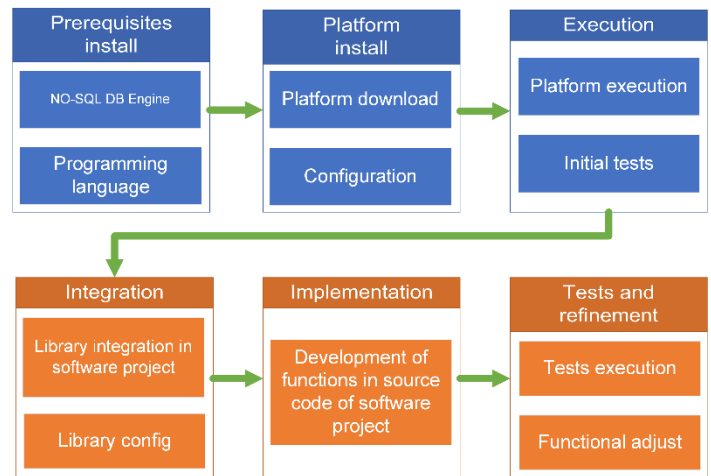 Prerequisites
install
NO-SQL DB Engine
Programming
language
Platform
install
Platform download
Configuration
Execution
Platform execution
Initial tests
Integration
Library integration in
software project
Library config
Implementation
Development of
functions in source
code of software
project
Tests and
refinement
Tests execution
Functional adjust